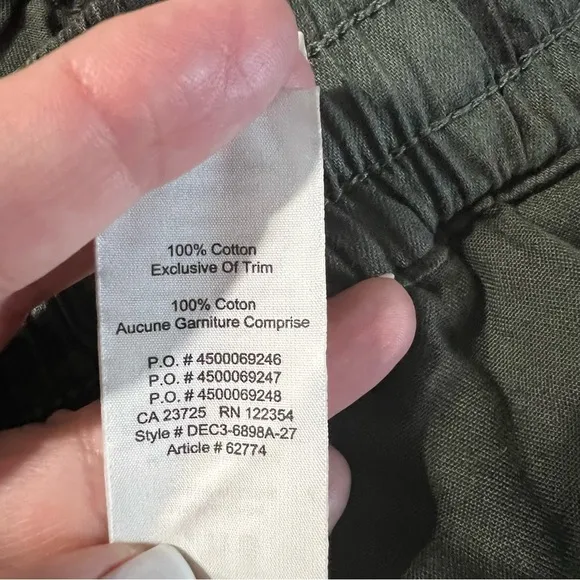 100% Cotton
Exclusive Of Trim
100% Coton
Aucune Garniture Comprise
P.O. # 4500069246
P.O. # 4500069247
P.O. # 4500069248
CA 23725 RN 122354
Style # DEC3-6898A-27
Article # 62774